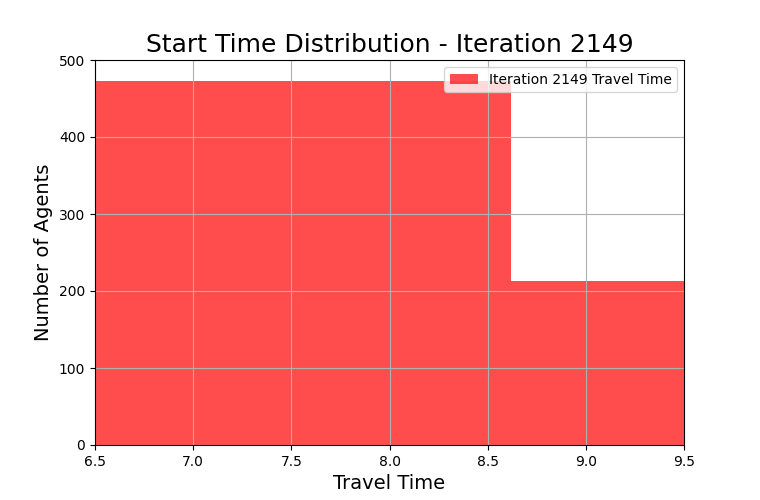 Start Time Distribution - Iteration 2149
500
400
300
200
100
0
Number of Agents
Iteration 2149 Travel Time
6.5 7.0 7.5 8.0 8.5 9.0 9.5
Travel Time